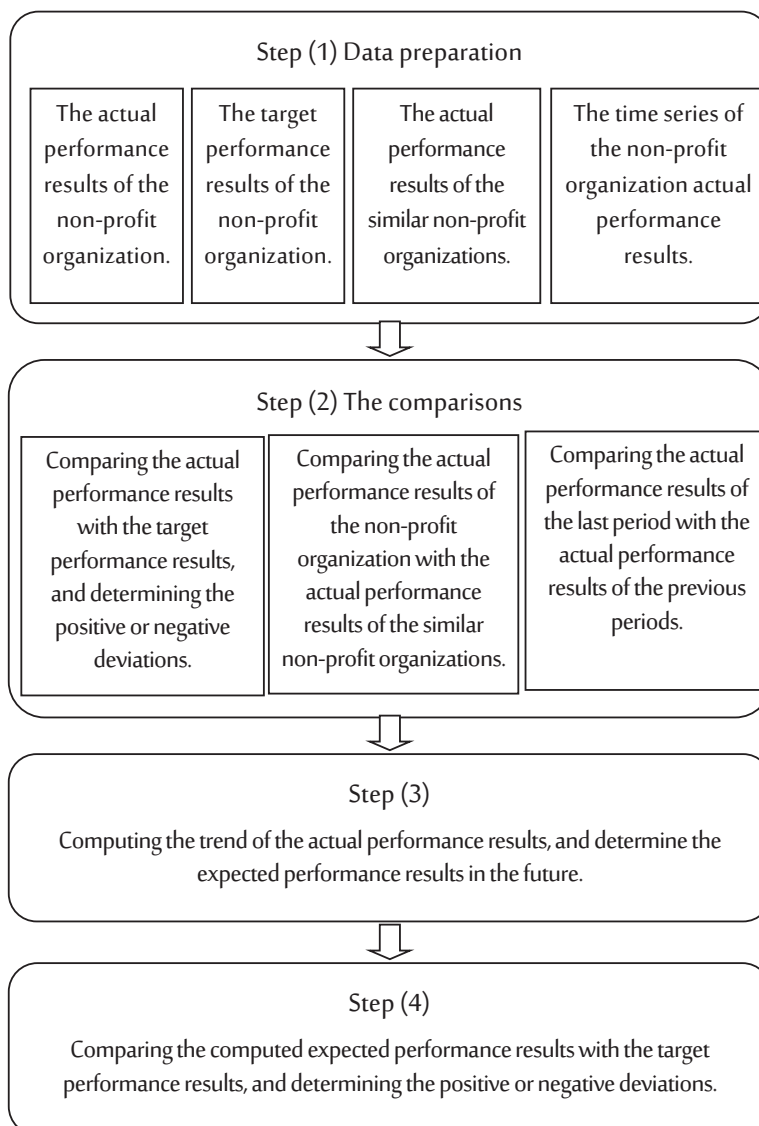 Step (1) Data preparation
The actual
performance
results of the
non-profit
organization.
The target
performance
results of the
non-profit
organization.
The actual
performance
results of the
similar non-profit
organizations.
The time series of
the non-profit
organization actual
performance
results.
Step (2) The comparisons
Comparing the actual
performance results
with the target
performance results,
and determining the
positive or negative
deviations.
Comparing the actual
performance results of
the non-profit
organization with the
actual performance
results of the similar
non-profit organizations.
Comparing the actual
performance results of
the last period with the
actual performance
results of the previous
periods.
Step (3)
Computing the trend of the actual performance results, and determine the
expected performance results in the future.
Step (4)
Comparing the computed expected performance results with the target
performance results, and determining the positive or negative deviations.